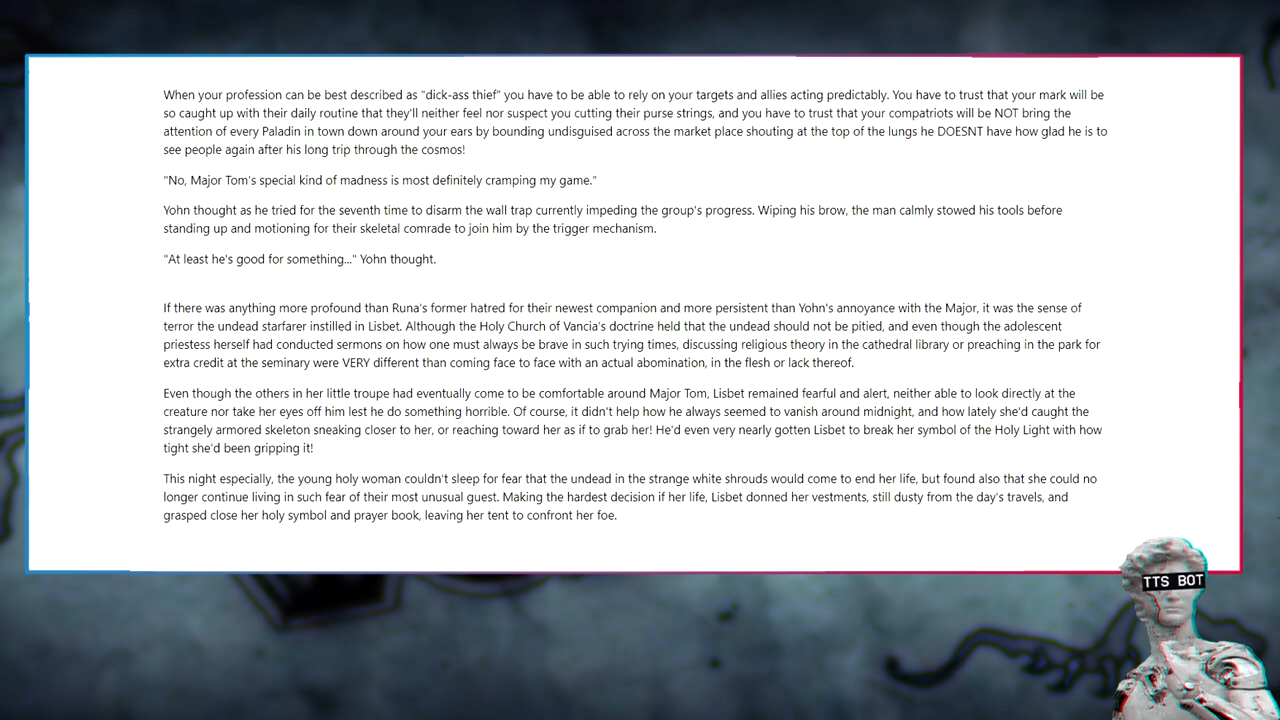 When your profession can be best described as "dick-ass thief" you have to be able to rely on your targets and allies acting predictably. You have to trust that your mark will be
so caught up with their daily routine that they'll neither feel nor suspect you cutting their purse strings, and you have to trust that your compatriots will be NOT bring the
attention of every Paladin in town down around your ears by bounding undisguised across the market place shouting at the top of the lungs he DOESNT have how glad he is to
see people again after his long trip through the cosmos!
"No, Major Tom's special kind of madness is most definitely cramping my game."
Yohn thought as he tried for the seventh time to disarm the wall trap currently impeding the group's progress. Wiping his brow, the man calmly stowed his tools before
standing up and motioning for their skeletal comrade to join him by the trigger mechanism.
"At least he's good for something..." Yohn thought.
If there was anything more profound than Runa's former hatred for their newest companion and more persistent than Yohn's annoyance with the Major, it was the sense of
terror the undead starfarer instilled in Lisbet. Although the Holy Church of Vancia's doctrine held that the undead should not be pitied, and even though the adolescent
priestess herself had conducted sermons on how one must always be brave in such trying times, discussing religious theory in the cathedral library or preaching in the park for
extra credit at the seminary were VERY different than coming face to face with an actual abomination, in the flesh or lack thereof.
Even though the others in her little troupe had eventually come to be comfortable around Major Tom, Lisbet remained fearful and alert, neither able to look directly at the
creature nor take her eyes off him lest he do something horrible. Of course, it didn't help how he always seemed to vanish around midnight, and how lately she'd caught the
strangely armored skeleton sneaking closer to her, or reaching toward her as if to grab her! He'd even very nearly gotten Lisbet to break her symbol of the Holy Light with how
tight she'd been gripping it!
This night especially, the young holy woman couldn't sleep for fear that the undead in the strange white shrouds would come to end her life, but found also that she could no
longer continue living in such fear of their most unusual guest. Making the hardest decision if her life, Lisbet donned her vestments, still dusty from the day's travels, and
grasped close her holy symbol and prayer book, leaving her tent to confront her foe.
TTS BOT